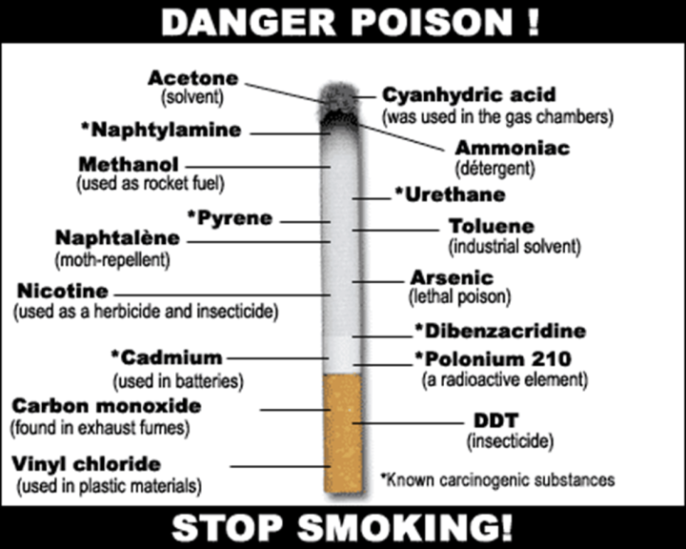 DANGER POISON !
Acetone
(solvent)
Cyanhydric acid
(was used in the gas chambers)
*Naphtylamine
Ammoniac
(détergent)
Methanol
(used as rocket fuel)
*Urethane
*Pyrene
Toluene
(industrial solvent)
Naphtalène
(moth-repellent)
Arsenic
(lethal poison)
Nicotine
(used as a herbicide and insecticide)
*Dibenzacridine
*Cadmium
(used in batteries)
*Polonium 210
(a radioactive element)
Carbon monoxide
(found in exhaust fumes)
DDT
(insecticide)
Vinyl chloride
(used in plastic materials)
*Known carcinogenic substances
STOP SMOKING!